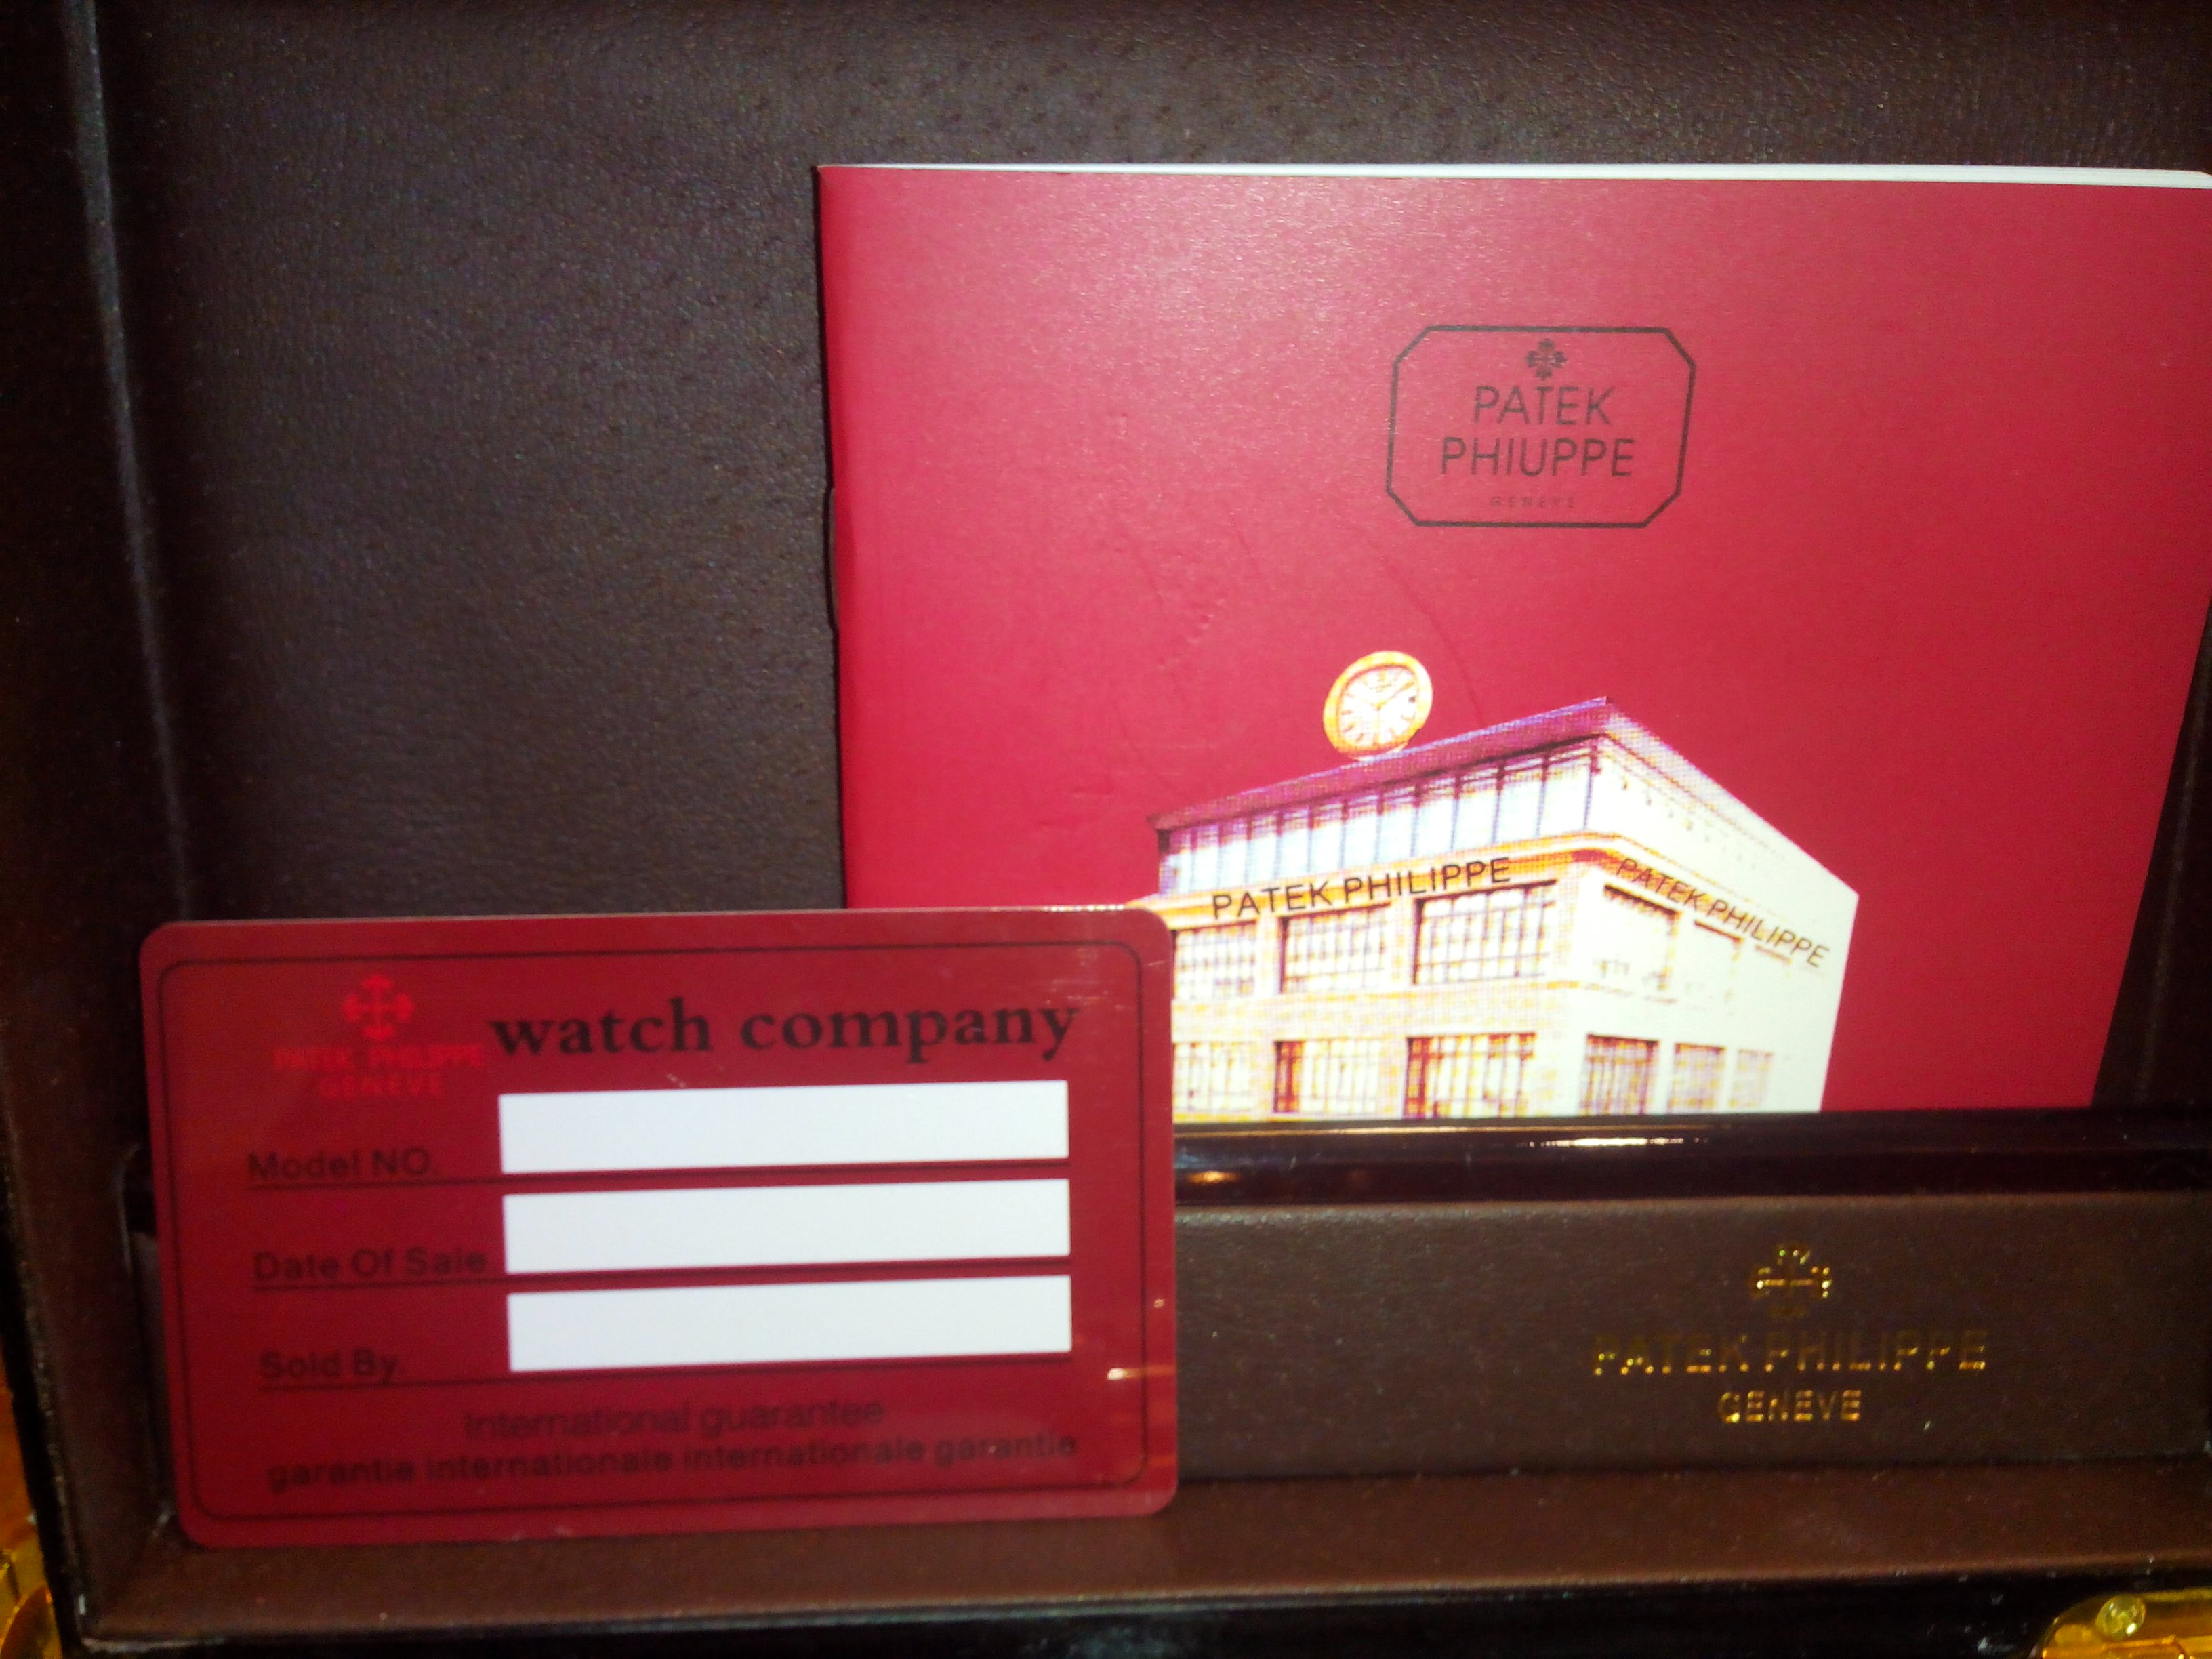 PATEK
PHIUPPE
GENEVE
PATEK PHILIPPE
PATEK PHILIPPE
watch company
PATEK PHILIPPE
GENEVE
Model NO.
Date Of Sale
Sold By.
International guarantee
garantie internationale internationale garantie
PATEK PHILIPPE
GENEVE